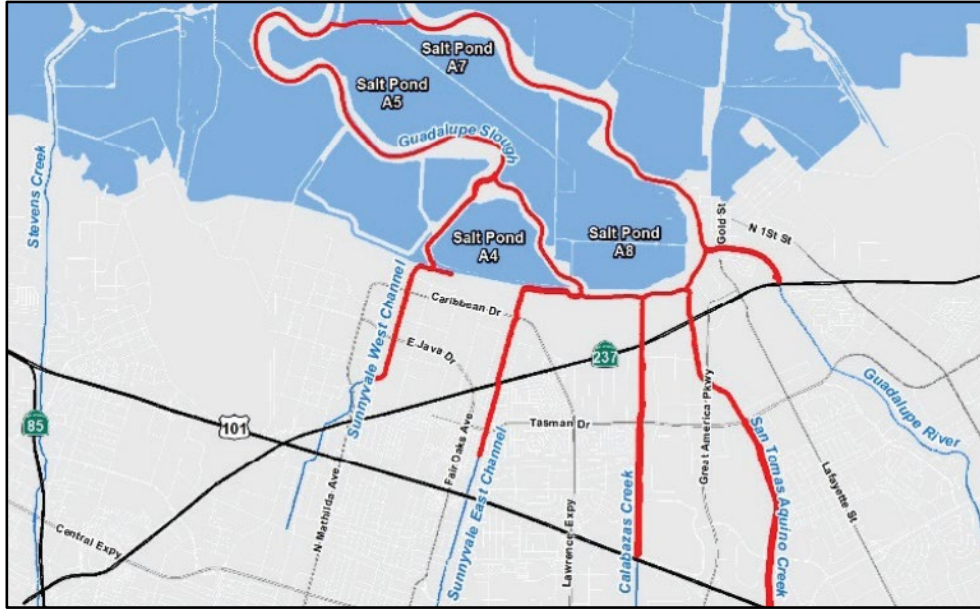 Salt Pond
A7
Salt Pond
A5
Guadalupe Slough
Stevens Creek
Salt Pond
A4
Salt Pond
A8
Gold St
N 1St St
Sunnyvale West Channel
Caribbean Dr
E Java Dr
237
Great America Pkwy
Guadalupe River
85
101
Fair Oaks Ave
Tasman Dr
San Tomas Aquino Creek
N Mathilda Ave
Sunnyvale East Channel
Lawrence Expy
Calabazas Creek
Lafayette St
Central Expy